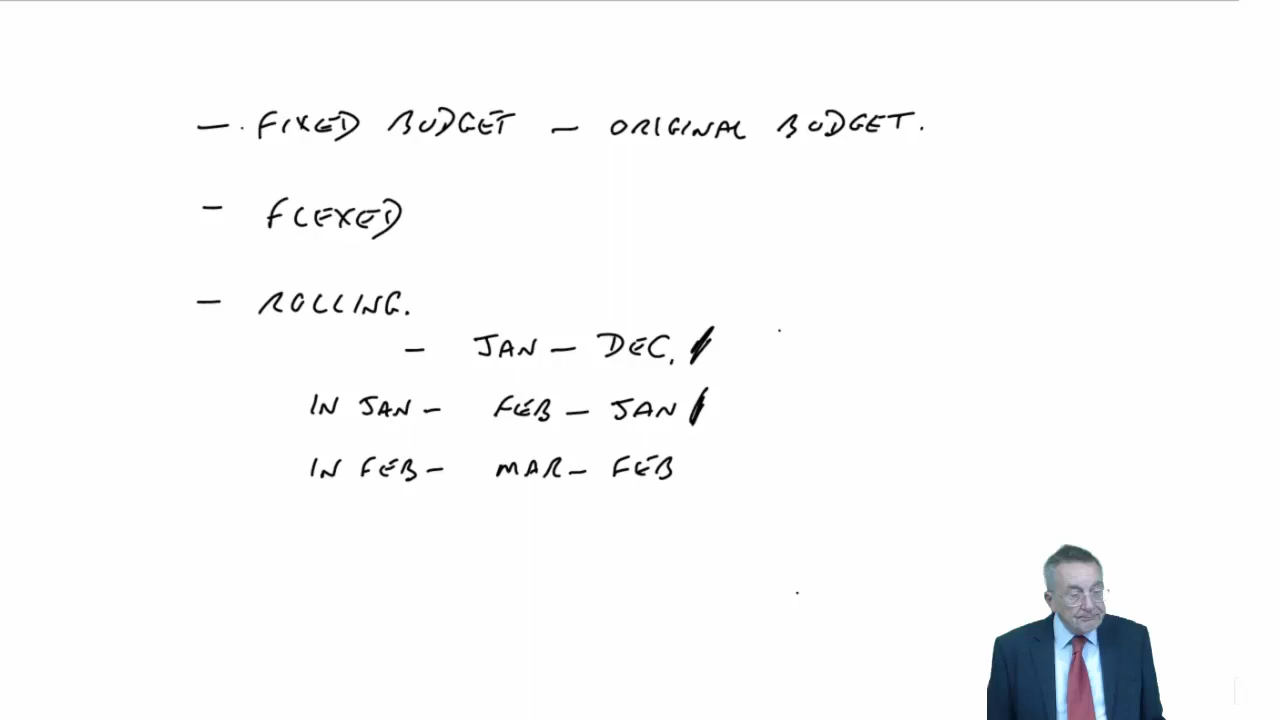 — FIXED BUDGET — ORIGINAL BUDGET.
- FLEXED
- ROLLING.
- JAN — DEC.
IN JAN - FEB — JAN
IN FEB - MAR — FEB